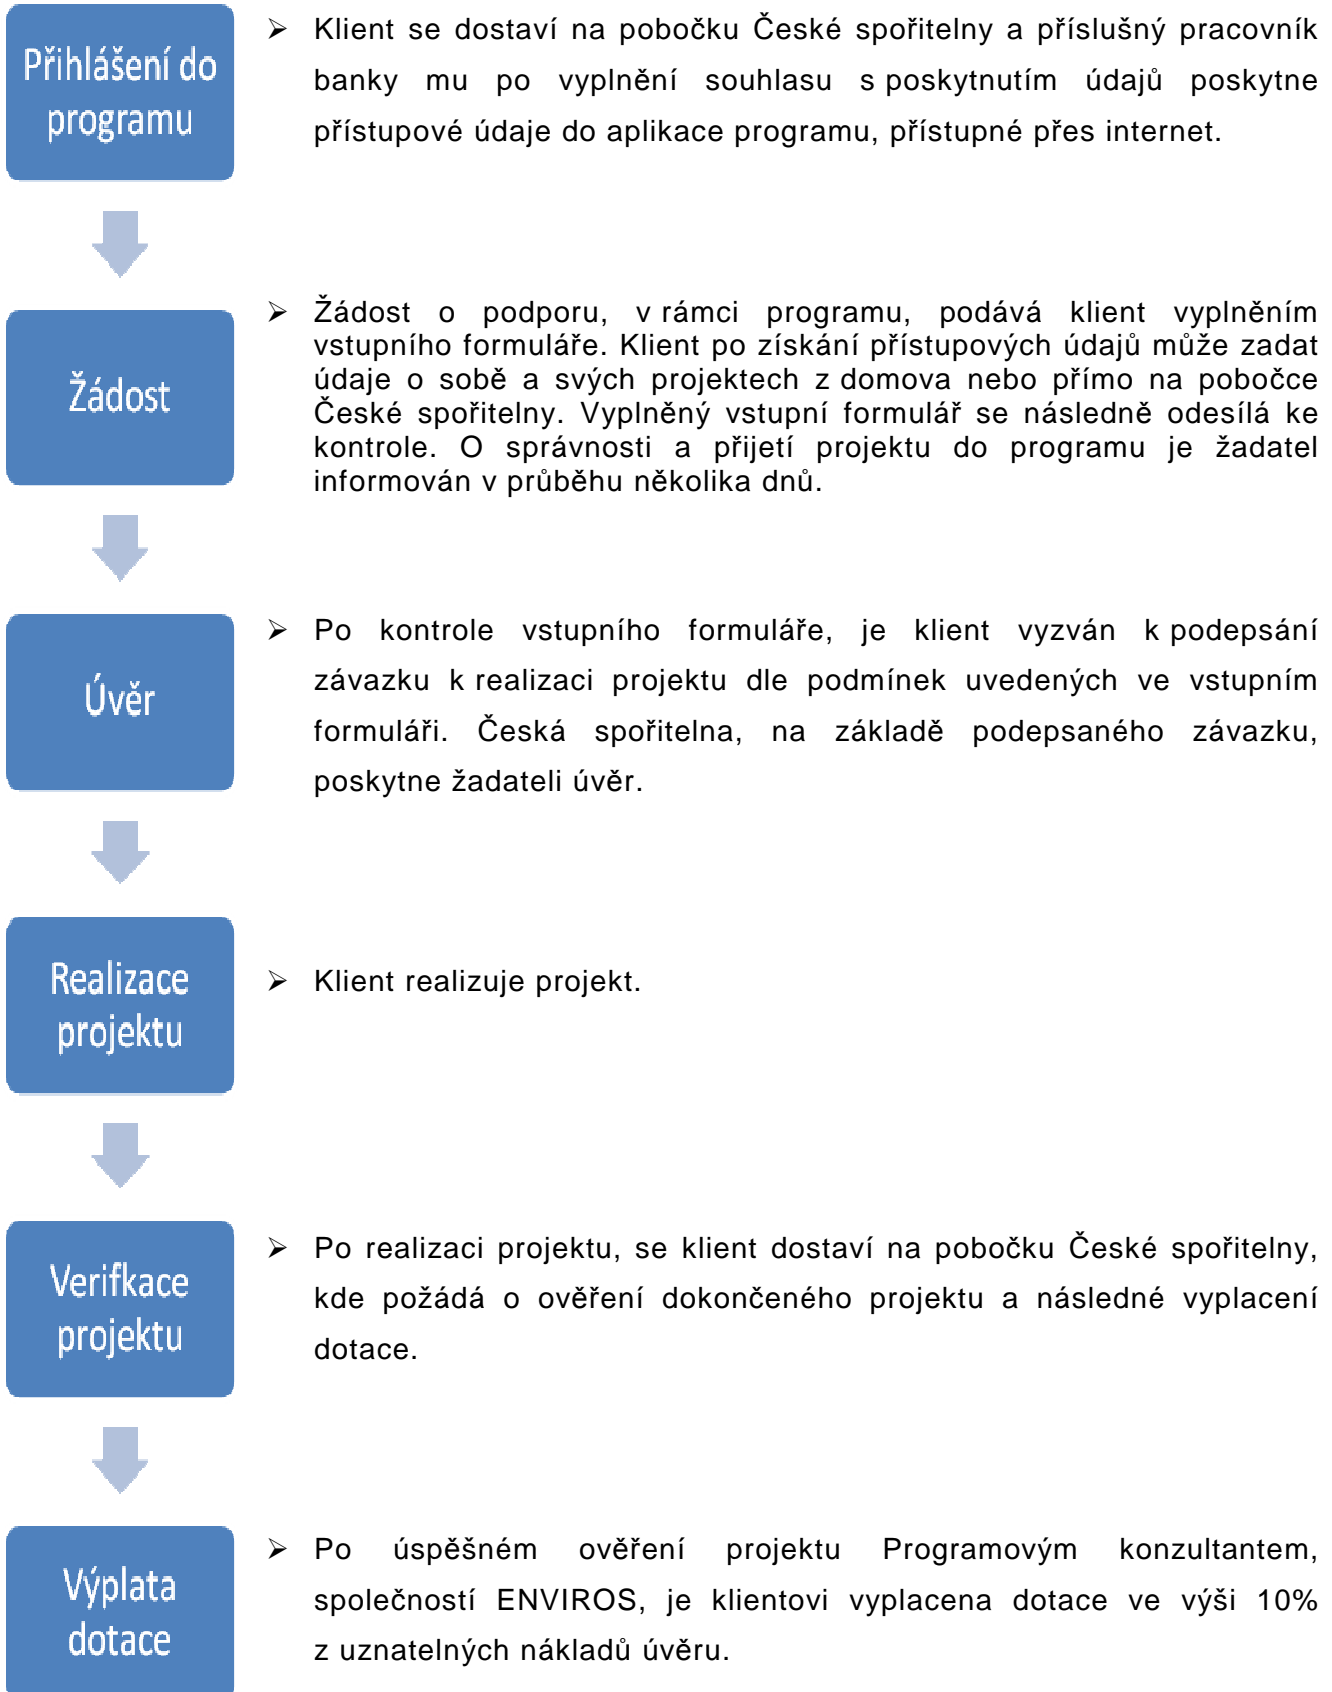 Přihlášení do
programu
➢ Klient se dostaví na pobočku České spořitelny a příslušný pracovník
banky mu po vyplnění souhlasu s poskytnutím údajů poskytne
přístupové údaje do aplikace programu, přístupné přes internet.
Žádost
➢ Žádost o podporu, v rámci programu, podává klient vyplněním
vstupního formuláře. Klient po získání přístupových údajů může zadat
údaje o sobě a svých projektech z domova nebo přímo na pobočce
České spořitelny. Vyplněný vstupní formulář se následně odesílá ke
kontrole. O správnosti a přijetí projektu do programu je žadatel
informován v průběhu několika dnů.
Úvěr
➢ Po kontrole vstupního formuláře, je klient vyzván k podepsání
závazku k realizaci projektu dle podmínek uvedených ve vstupním
formuláři. Česká spořitelna, na základě podepsaného závazku,
poskytne žadateli úvěr.
Realizace
projektu
➢ Klient realizuje projekt.
Verifkace
projektu
➢ Po realizaci projektu, se klient dostaví na pobočku České spořitelny,
kde požádá o ověření dokončeného projektu a následné vyplacení
dotace.
Výplata
dotace
➢ Po úspěšném ověření projektu Programovým konzultantem,
společností ENVIROS, je klientovi vyplacena dotace ve výši 10%
z uznatelných nákladů úvěru.